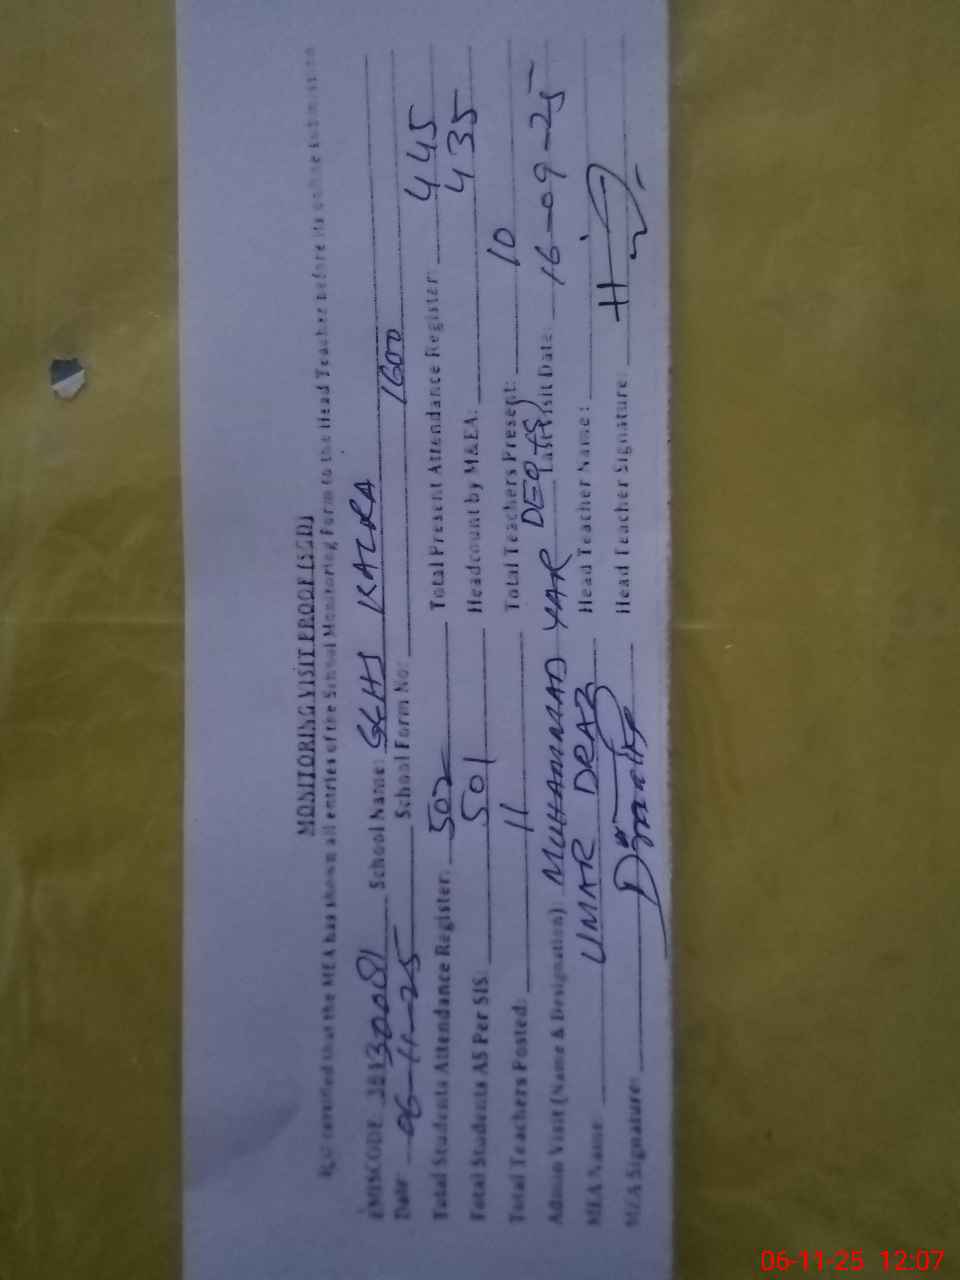 MONITORING VISIT PROOF (SED)
It is certified that the MEA has shown all entries of the School Monitoring Form to the Head Teacher before its online submission
EMISCODE: 38130081 School Name: GGHS KALRA
Date: 06-11-25 School Form No: 1600
Total Students Attendance Register: 502 Total Present Attendance Register: 445
Total Students AS Per SIS: 501 Headcount by M&EA: 435
Total Teachers Posted: 11 Total Teachers Present: 10
Admin Visit (Name & Designation) MUHAMMAD YAR DEO Last Visit Date: 16-09-25
MEA Name: UMAR DRAZ Head Teacher Name:
MEA Signature: Head Teacher Signature:
06-11-25 12:07